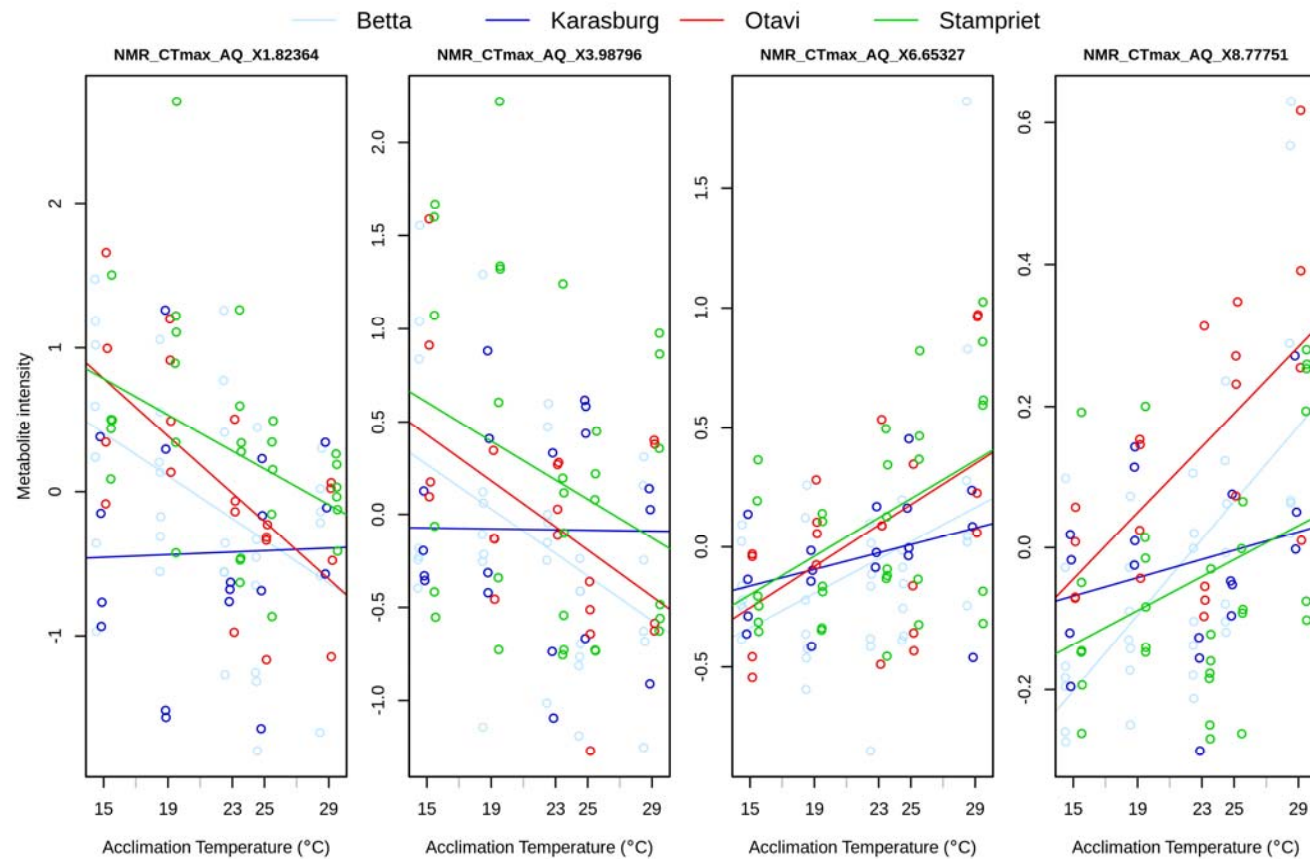 Betta Karasburg Otavi Stampriet
NMR_CTmax_AQ_X1.82364 NMR_CTmax_AQ_X3.98796 NMR_CTmax_AQ_X6.65327 NMR_CTmax_AQ_X8.77751
Metabolite intensity
2
1
0
-1
15 19 23 25 29
Acclimation Temperature (°C)
2.0
1.5
1.0
0.5
0.0
-0.5
-1.0
15 19 23 25 29
Acclimation Temperature (°C)
1.5
1.0
0.5
0.0
-0.5
15 19 23 25 29
Acclimation Temperature (°C)
0.6
0.4
0.2
0.0
-0.2
15 19 23 25 29
Acclimation Temperature (°C)